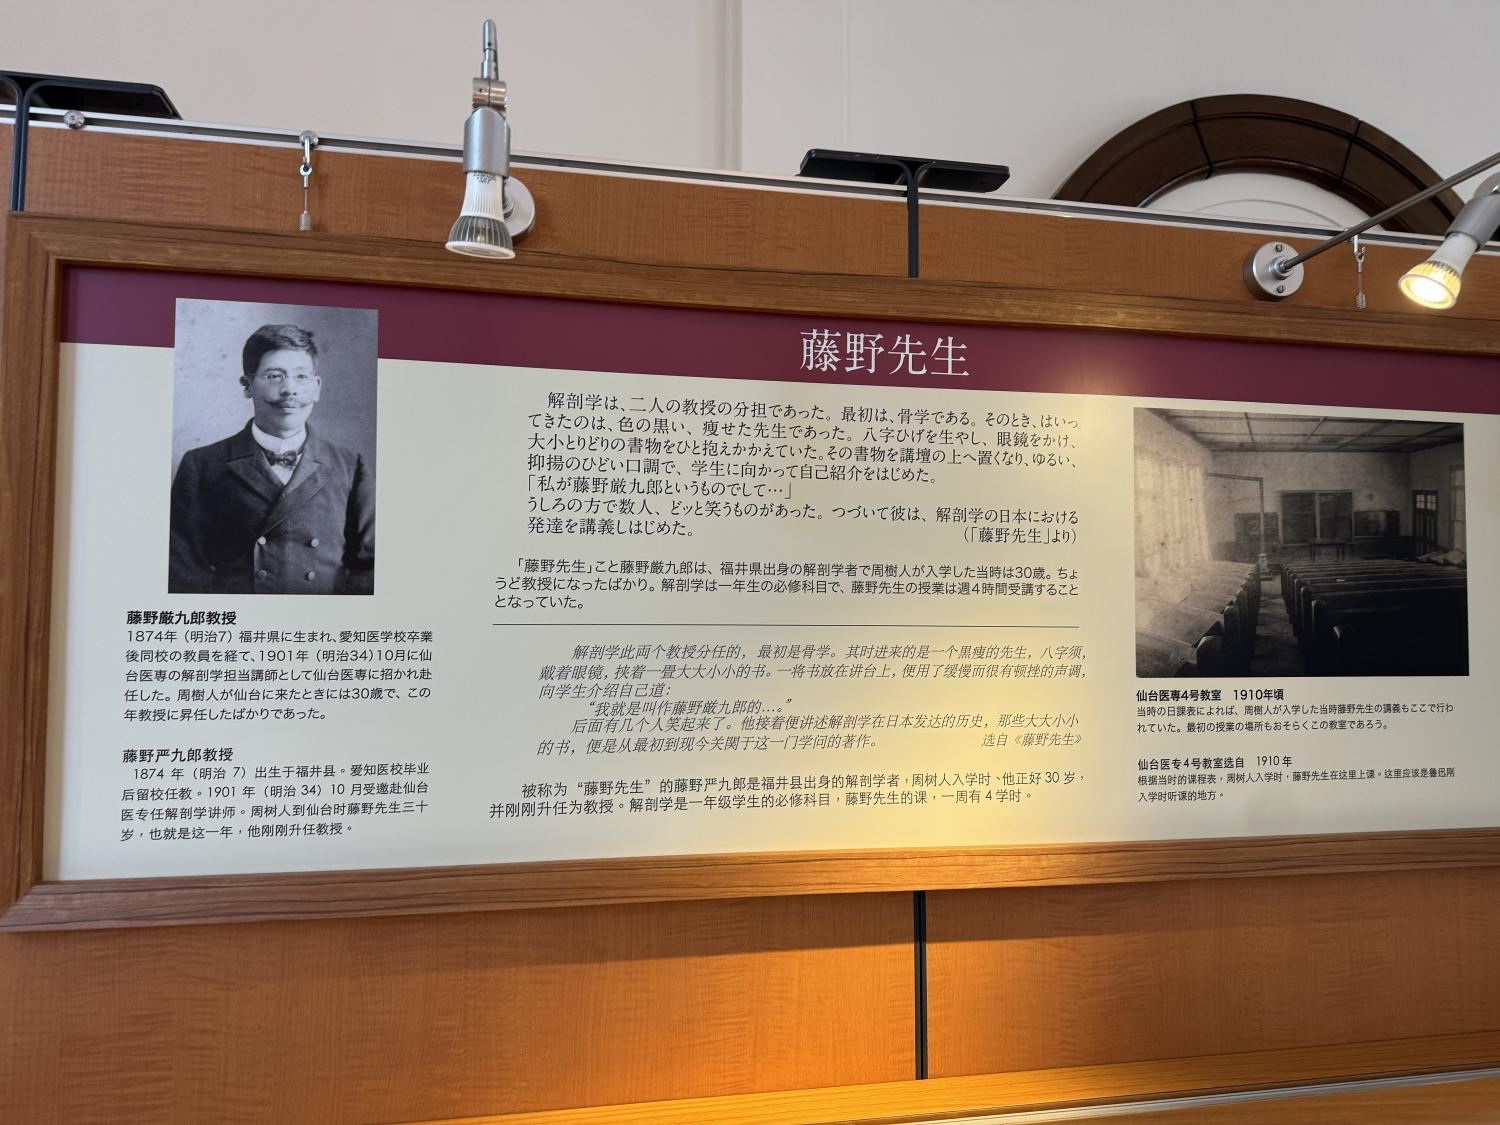 藤野先生
藤野厳九郎教授
1874年（明治7）福井県に生まれ、愛知医学校卒業
後同校の教員を経て、1901年（明治34)10月に仙
台医専の解剖学担当講師として仙台医専に招かれ赴
任した。周樹人が仙台に来たときには30歳で、この
年教授に昇任したばかりであった。
藤野严九郎教授
1874 年（明治 7）出生于福井县。爱知医校毕业
后留校任教。1901 年（明治 34）10 月受邀赴仙台
医专任解剖学讲师。周树人到仙台时藤野先生三十
岁，也就是这一年，他刚刚升任教授。
解剖学は、二人の教授の分担であった。最初は、骨学である。そのとき、はいっ
てきたのは、色の黒い、痩せた先生であった。八字ひげを生やし、眼鏡をかけ、
大小とりどりの書物をひと抱えかかえていた。その書物を講壇の上へ置くなり、ゆるい、
抑揚のひどい口調で、学生に向かって自己紹介をはじめた。
「私が藤野厳九郎というものでして…」
うしろの方で数人、どッと笑うものがあった。つづいて彼は、解剖学の日本における
発達を講義しはじめた。
（「藤野先生」より）
「藤野先生」こと藤野厳九郎は、福井県出身の解剖学者で周樹人が入学した当時は30歳。ちょ
うど教授になったばかり。解剖学は一年生の必修科目で、藤野先生の授業は週4時間受講すること
となっていた。
解剖学此两个教授分任的，最初是骨学。其时进来的是一个黑瘦的先生，八字须，
戴着眼镜，挟着一叠大大小小的书。一将书放在讲台上，便用了缓慢而很有顿挫的声调，
向学生介绍自己道：
“我就是叫作藤野厳九郎的…。”
后面有几个人笑起来了。他接着便讲述解剖学在日本发达的历史，那些大大小小
的书，便是从最初到现今关于这一门学问的著作。
选自《藤野先生》
被称为“藤野先生”的藤野严九郎是福井县出身的解剖学者，周树人入学时、他正好 30 岁，
并刚刚升任为教授。解剖学是一年级学生的必修科目，藤野先生的课，一周有 4 学时。
仙台医専4号教室　1910年頃
当時の日課表によれば、周樹人が入学した当時藤野先生の講義もここで行わ
れていた。最初の授業の場所もおそらくこの教室であろう。
仙台医专4号教室选自　1910 年
根据当时的课程表，周树人入学时，藤野先生在这里上课。这里应该是鲁迅刚
入学时听课的地方。